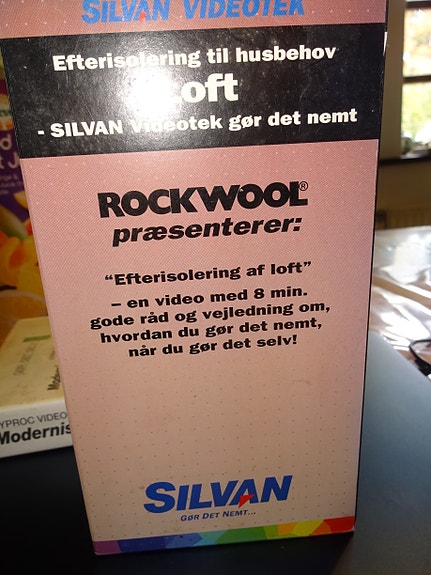 SILVAN VIDEOTEK
Efterisolering til husbehov
Loft
- SILVAN Videotek gør det nemt
ROCKWOOL®
præsenterer:
"Efterisolering af loft"
– en video med 8 min.
gode råd og vejledning om,
hvordan du gør det nemt,
når du gør det selv!
SILVAN
GØR DET NEMT...
YPROC VIDEO
Modernis